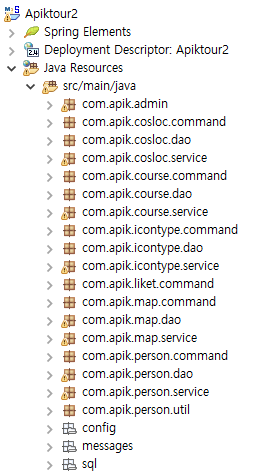 Apiktour2
Spring Elements
Deployment Descriptor: Apiktour2
Java Resources
src/main/java
com.apik.admin
com.apik.cosloc.command
com.apik.cosloc.dao
com.apik.cosloc.service
com.apik.course.command
com.apik.course.dao
com.apik.course.service
com.apik.icontype.command
com.apik.icontype.dao
com.apik.icontype.service
com.apik.liket.command
com.apik.map.command
com.apik.map.dao
com.apik.map.service
com.apik.person.command
com.apik.person.dao
com.apik.person.service
com.apik.person.util
config
messages
sql